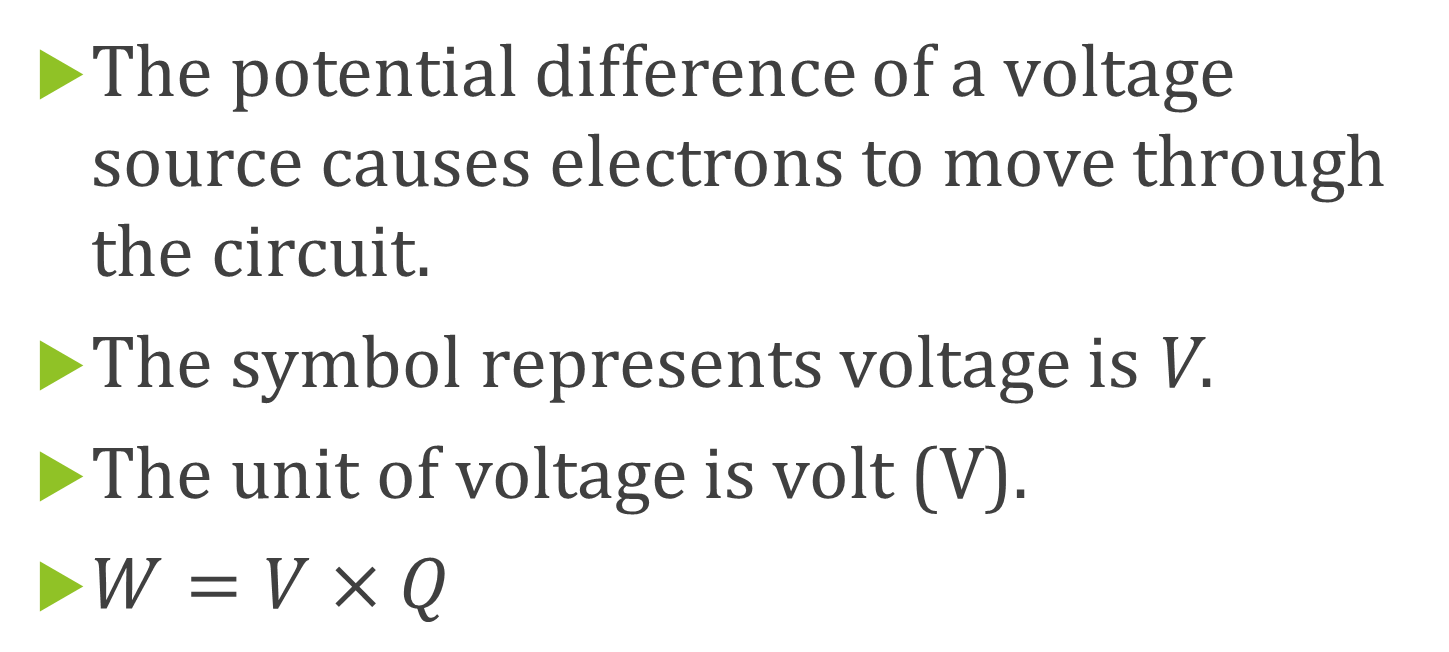 The potential difference of a voltage
source causes electrons to move through
the circuit.
The symbol represents voltage is V.
The unit of voltage is volt (V).
W = V × Q